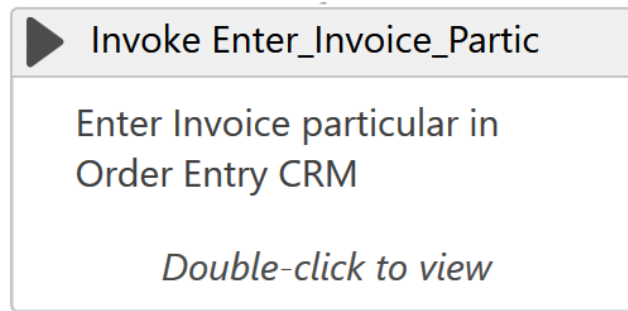 Invoke Enter_Invoice_Partic
Enter Invoice particular in
Order Entry CRM
Double-click to view